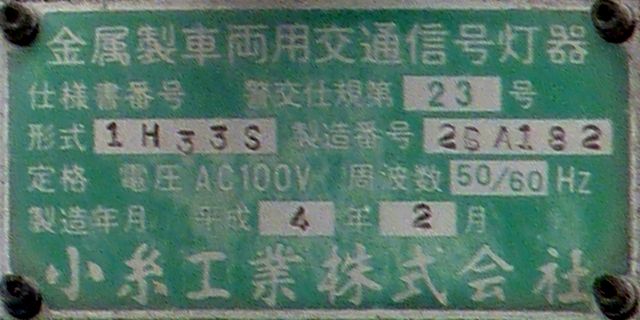 金属製車両用交通信号灯器
仕様書番号 警交仕規第 23 号
形式 1H33S 製造番号 26A182
定格 電圧 AC100V 周波数 50/60 Hz
製造年月 平成 4 年 2 月
小糸工業株式会社